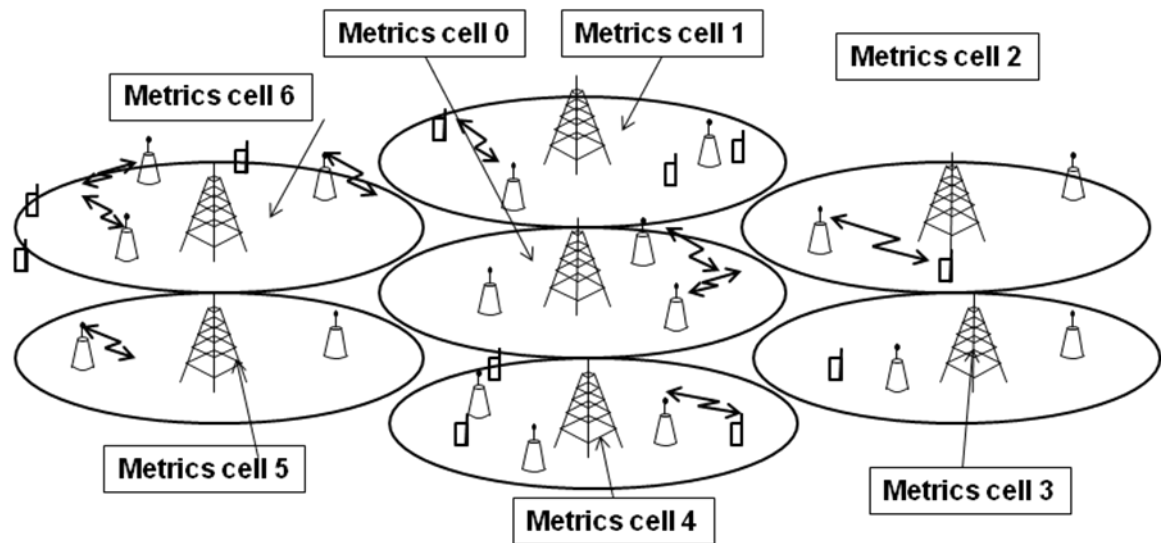 Metrics cell 0
Metrics cell 1
Metrics cell 2
Metrics cell 6
Metrics cell 5
Metrics cell 3
Metrics cell 4